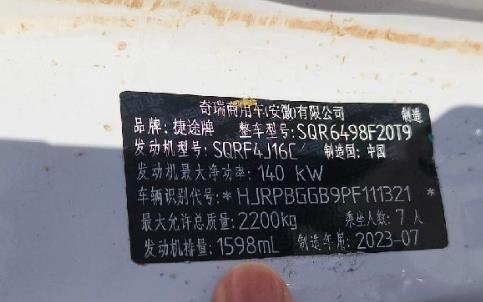 奇瑞商用车(安徽)有限公司 制造
品牌: 捷途牌 整车型号: SQR6498F20T9
发动机型号: SQRF4J16C 制造国: 中国
发动机最大净功率: 140 kW
车辆识别代号: *HJRPBGGB9PF111321*
最大允许总质量: 2200kg 乘坐人数: 7人
发动机排量: 1598mL 制造年月: 2023-07